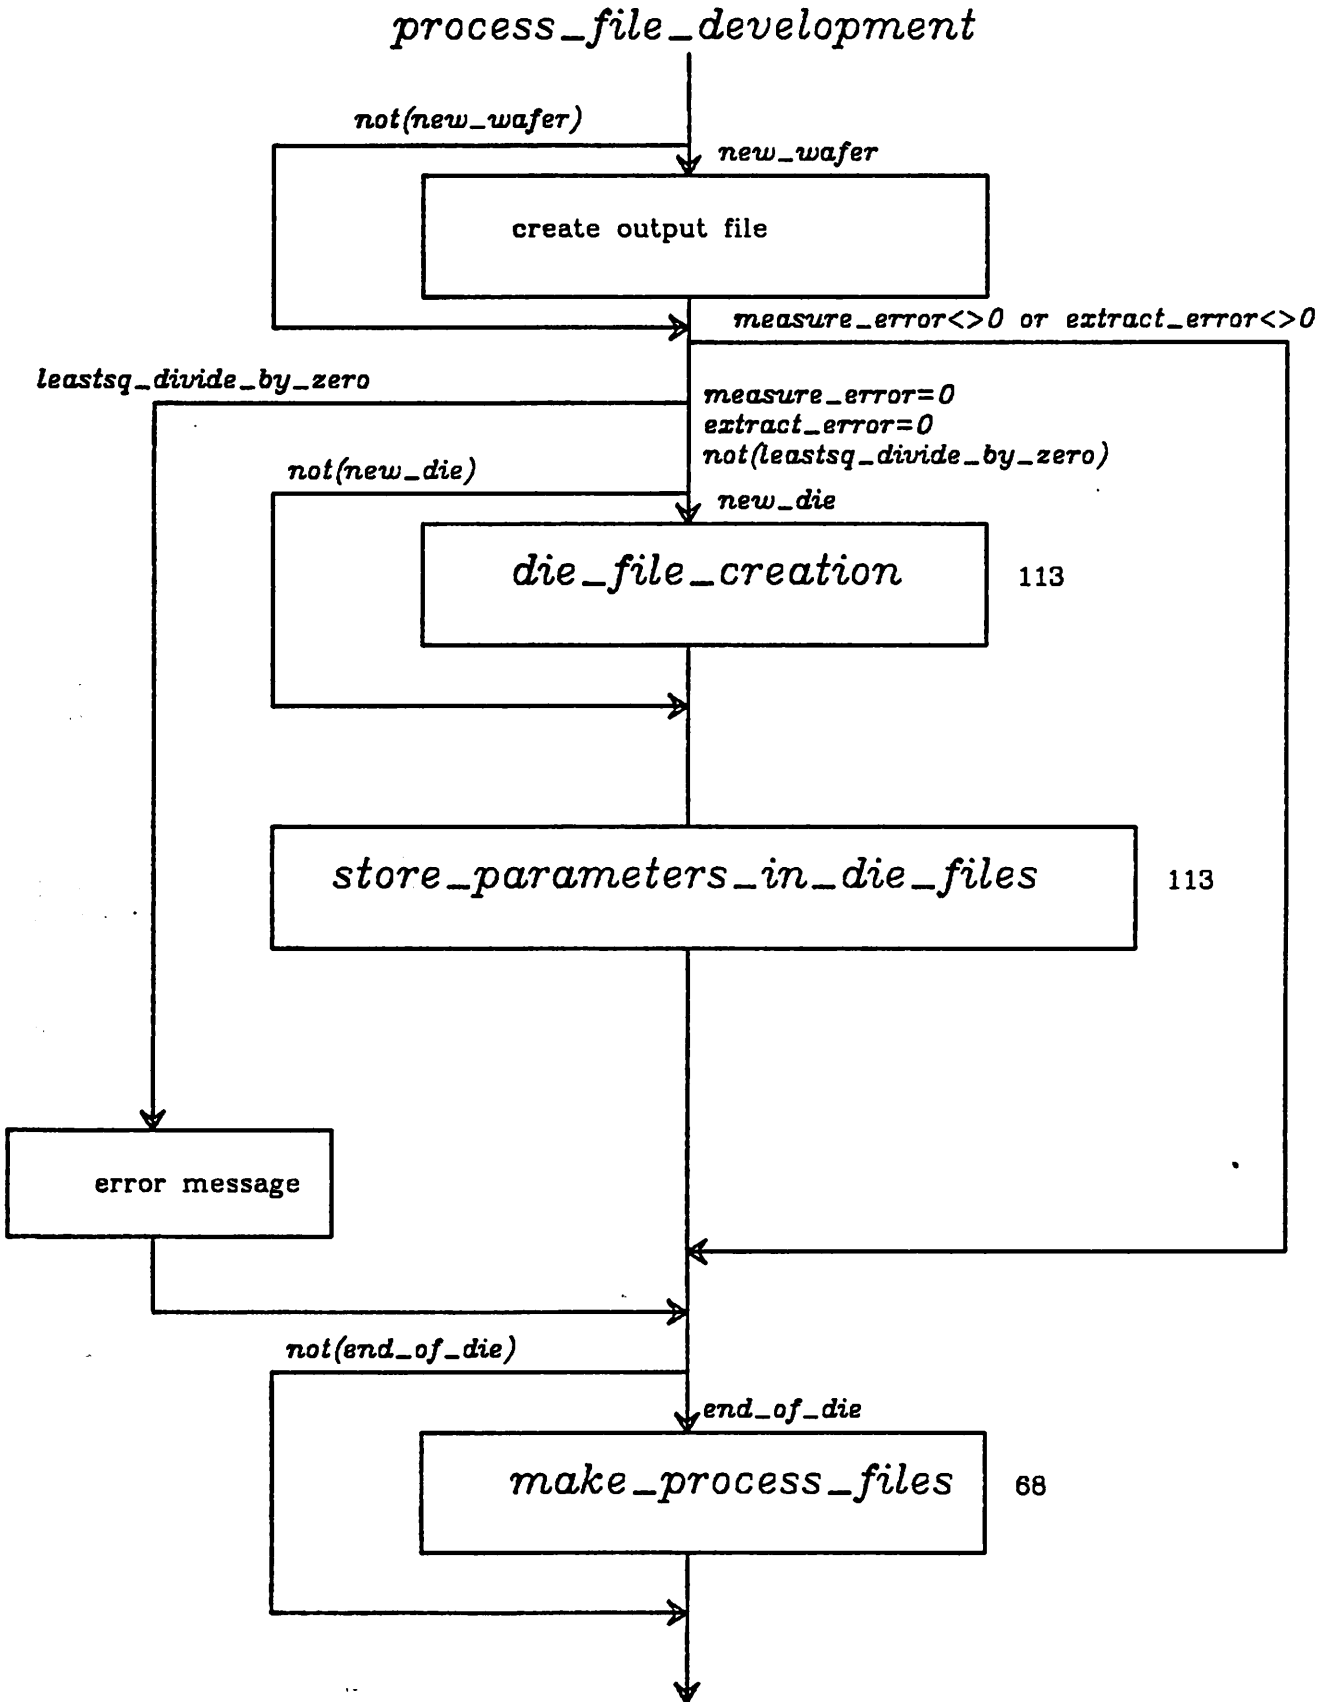 process_file_development
not(new_wafer)
new_wafer
create output file
measure_error<>0 or extract_error<>0
leastsq_divide_by_zero
measure_error=0
extract_error=0
not(leastsq_divide_by_zero)
not(new_die)
new_die
die_file_creation
113
store_parameters_in_die_files
113
error message
not(end_of_die)
end_of_die
make_process_files
68